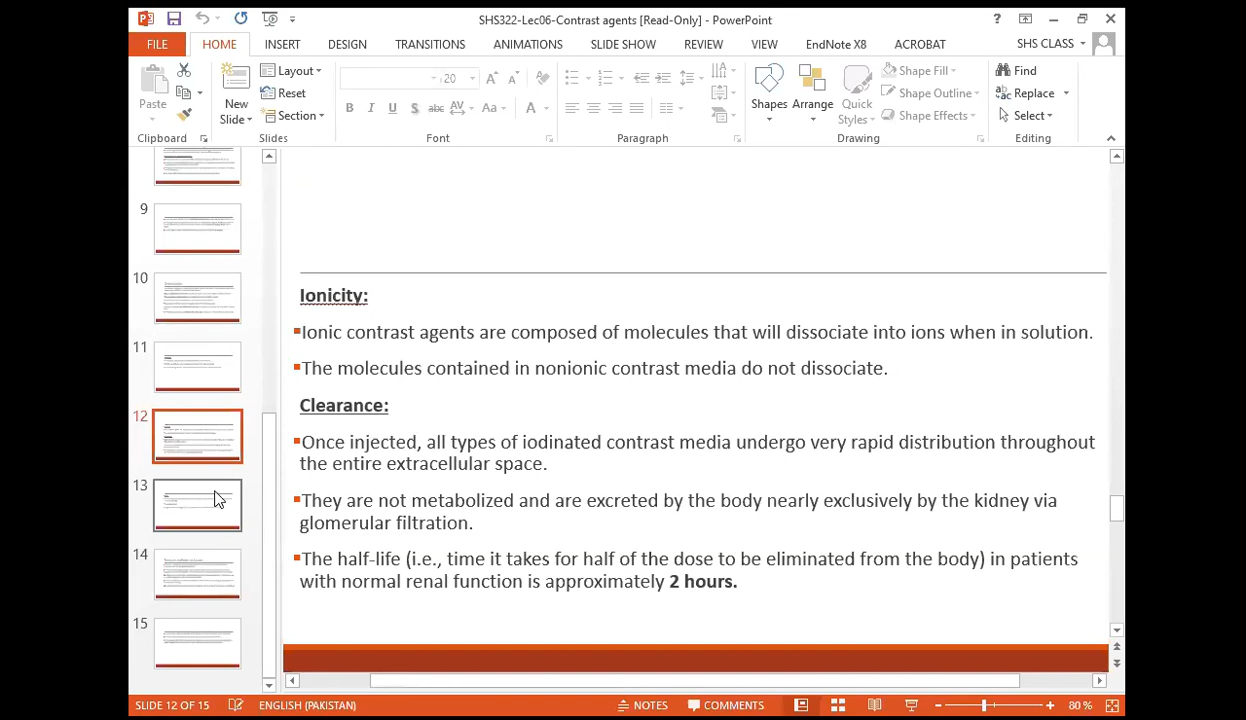 SHS322-Lec06-Contrast agents [Read-Only] - PowerPoint
FILE HOME INSERT DESIGN TRANSITIONS ANIMATIONS SLIDE SHOW REVIEW VIEW EndNote X8 ACROBAT SHS CLASS
Paste
Clipboard
New Slide
Layout
Reset
Section
Slides
20
B I U S abc AV Aa A
Font
Paragraph
Shapes Arrange Quick Styles
Shape Fill
Shape Outline
Shape Effects
Drawing
Find
Replace
Select
Editing
9
10
11
12
13
14
15
Ionicity:
Ionic contrast agents are composed of molecules that will dissociate into ions when in solution.
The molecules contained in nonionic contrast media do not dissociate.
Clearance:
Once injected, all types of iodinated contrast media undergo very rapid distribution throughout
the entire extracellular space.
They are not metabolized and are excreted by the body nearly exclusively by the kidney via
glomerular filtration.
The half-life (i.e., time it takes for half of the dose to be eliminated from the body) in patients
with normal renal function is approximately 2 hours.
SLIDE 12 OF 15 ENGLISH (PAKISTAN) NOTES COMMENTS 80 %